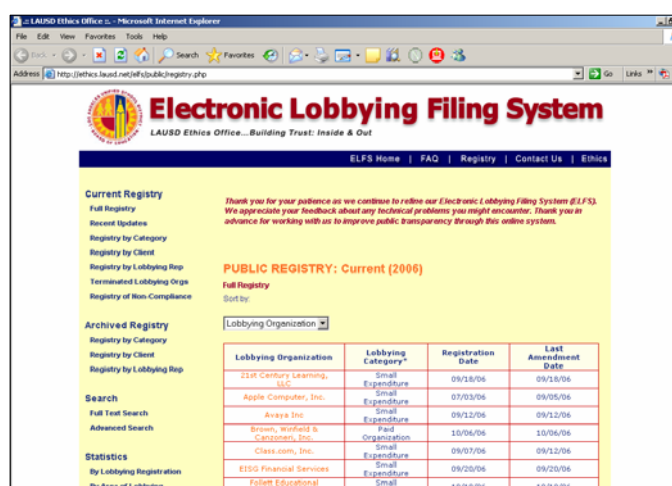 .:: LAUSD Ethics Office ::. - Microsoft Internet Explorer
File Edit View Favorites Tools Help
Back Search Favorites
Address http://ethics.lausd.net/elfs/public/registry.php Go Links »
Electronic Lobbying Filing System
LAUSD Ethics Office...Building Trust: Inside & Out
ELFS Home | FAQ | Registry | Contact Us | Ethics
Current Registry
Full Registry
Recent Updates
Registry by Category
Registry by Client
Registry by Lobbying Rep
Terminated Lobbying Orgs
Registry of Non-Compliance
Archived Registry
Registry by Category
Registry by Client
Registry by Lobbying Rep
Search
Full Text Search
Advanced Search
Statistics
By Lobbying Registration
By Area of Lobbying
Thank you for your patience as we continue to refine our Electronic Lobbying Filing System (ELFS).
We appreciate your feedback about any technical problems you might encounter. Thank you in
advance for working with us to improve public transparency through this online system.
PUBLIC REGISTRY: Current (2006)
Full Registry
Sort by:
Lobbying Organization
Lobbying Organization Lobbying Category* Registration Date Last Amendment Date
21st Century Learning, LLC Small Expenditure 09/18/06 09/18/06
Apple Computer, Inc. Small Expenditure 07/03/06 09/05/06
Avaya Inc Small Expenditure 09/12/06 09/12/06
Brown, Winfield & Canzoneri, Inc. Paid Organization 10/06/06 10/06/06
Class.com, Inc. Small Expenditure 09/07/06 09/12/06
EISG Financial Services Small Expenditure 09/20/06 09/20/06
Follett Educational Small